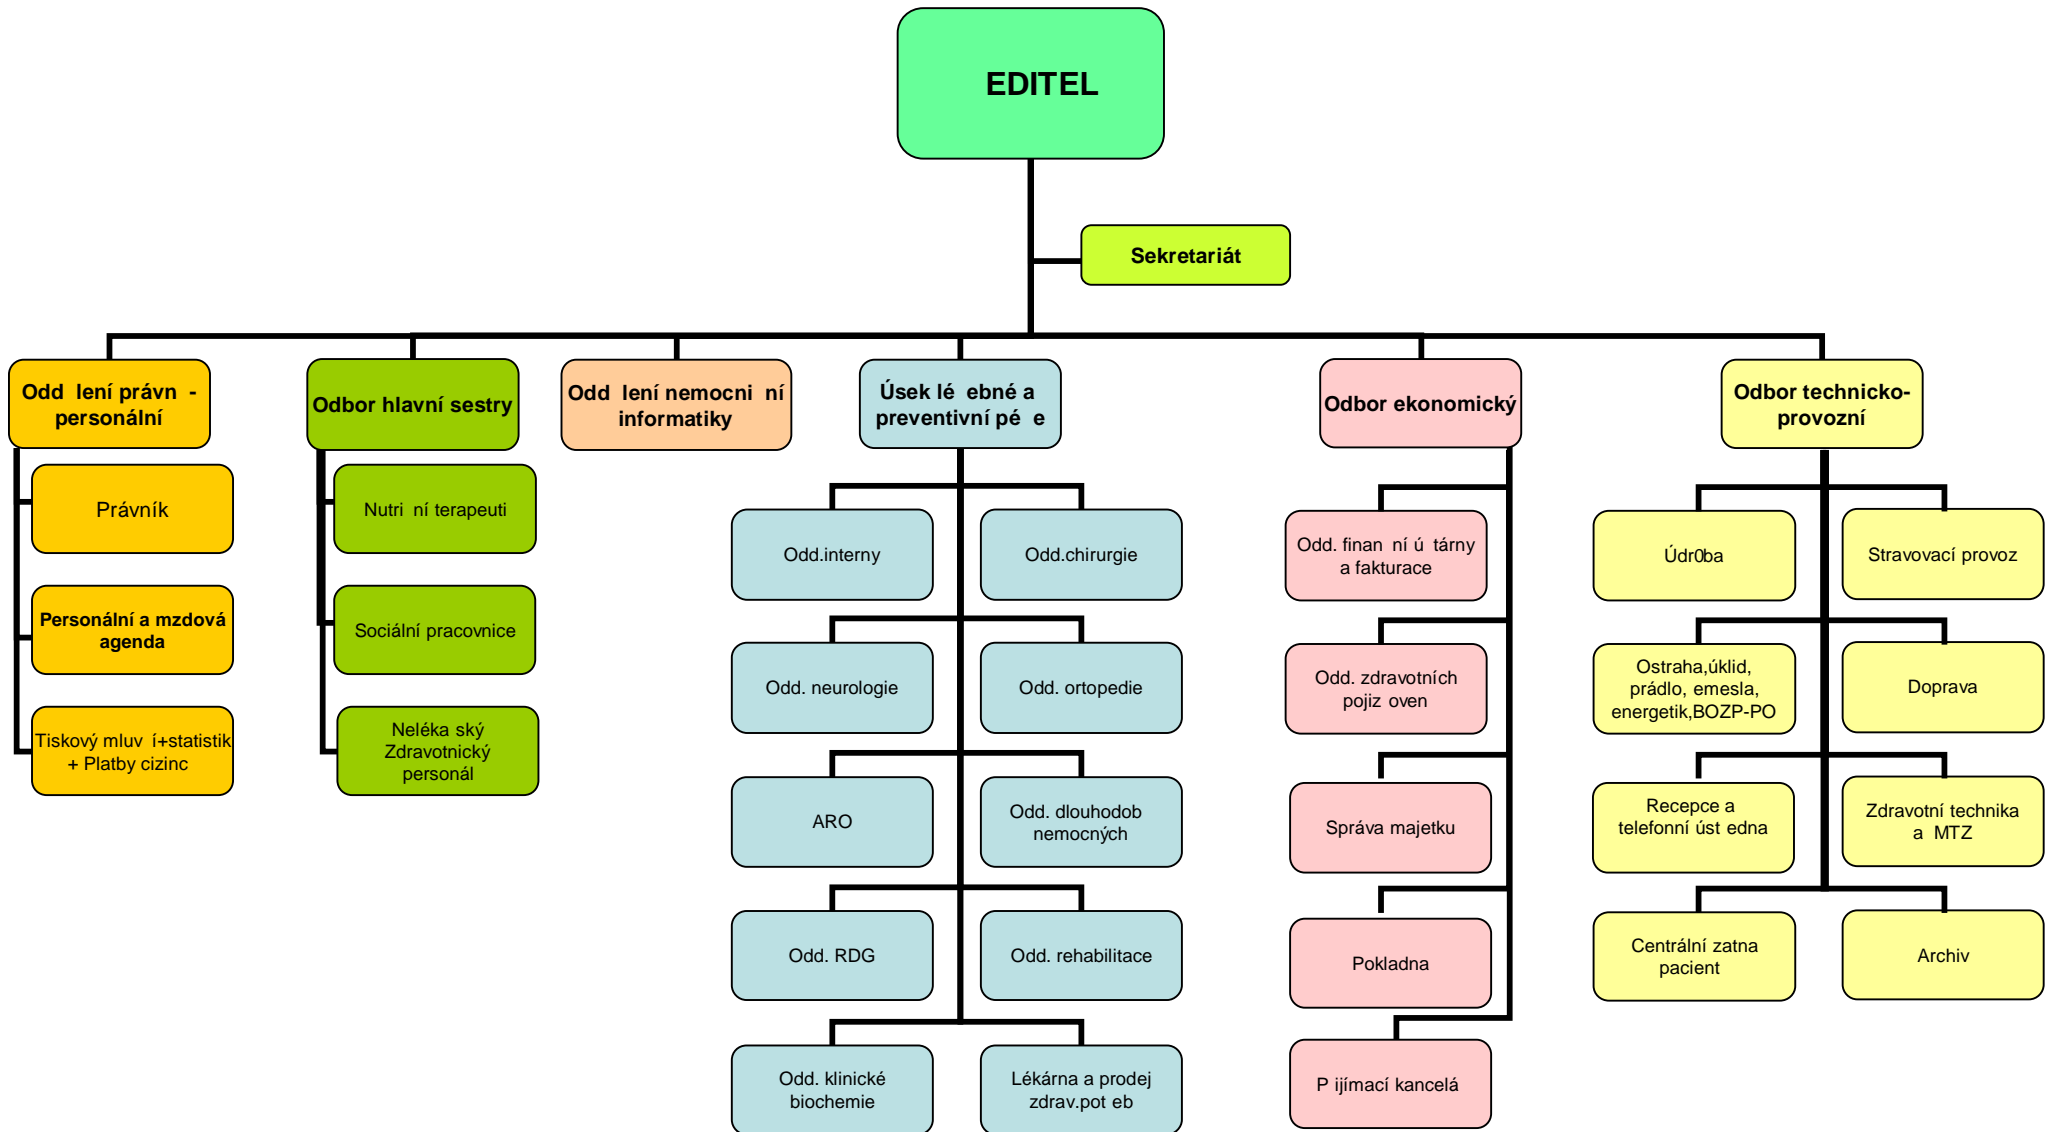 EDITEL
Sekretariát
Odd lení právn -
personální
Odbor hlavní sestry
Odd lení nemocni ní
informatiky
Úsek lé ebné a
preventivní pé e
Odbor ekonomický
Odbor technicko-
provozní
Právník
Personální a mzdová
agenda
Tiskový mluv í+statistik
+ Platby cizinc
Nutri ní terapeuti
Sociální pracovnice
Neléka ský
Zdravotnický
personál
Odd.interny
Odd.chirurgie
Odd. neurologie
Odd. ortopedie
ARO
Odd. dlouhodob
nemocných
Odd. RDG
Odd. rehabilitace
Odd. klinické
biochemie
Lékárna a prodej
zdrav.pot eb
Odd. finan ní ú tárny
a fakturace
Odd. zdravotních
pojiz oven
Správa majetku
Pokladna
P ijímací kancelá
Údr0ba
Stravovací provoz
Ostraha,úklid,
prádlo, emesla,
energetik,BOZP-PO
Doprava
Recepce a
telefonní úst edna
Zdravotní technika
a MTZ
Centrální zatna
pacient
Archiv